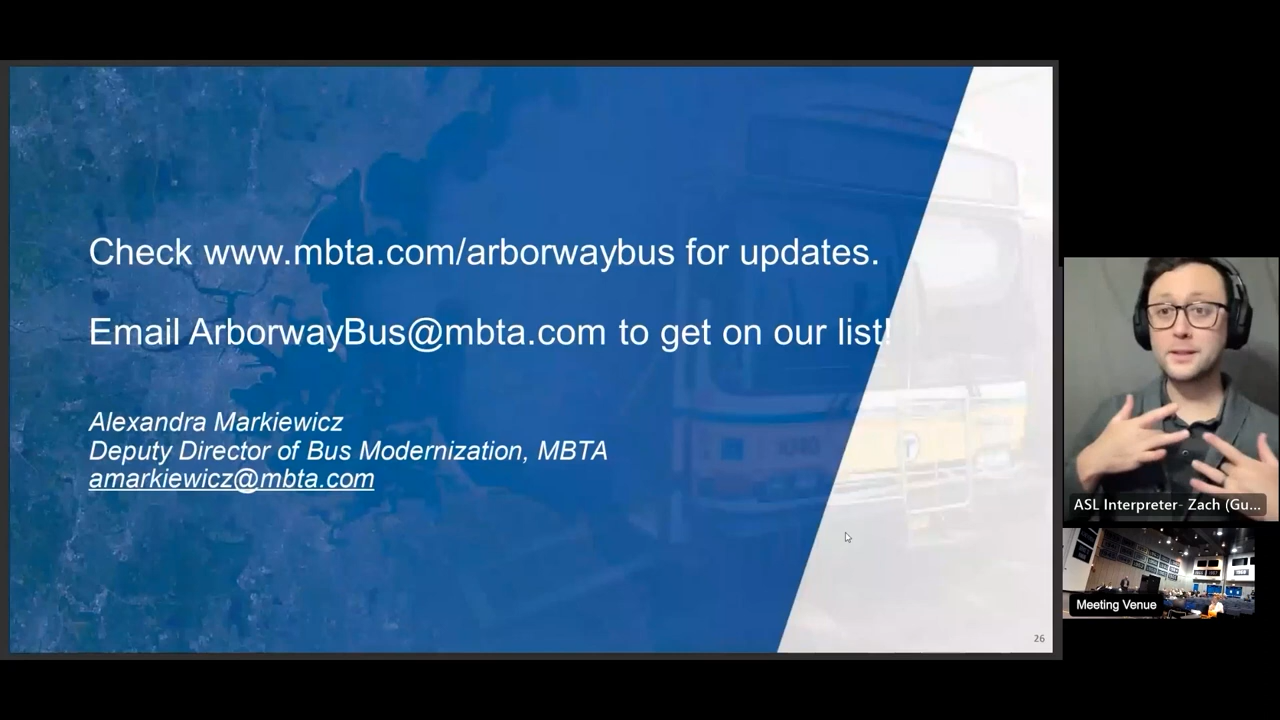 Check www.mbta.com/arborwaybus for updates.
Email ArborwayBus@mbta.com to get on our list!
Alexandra Markiewicz
Deputy Director of Bus Modernization, MBTA
amarkiewicz@mbta.com
26
ASL Interpreter- Zach (Gu...
Meeting Venue